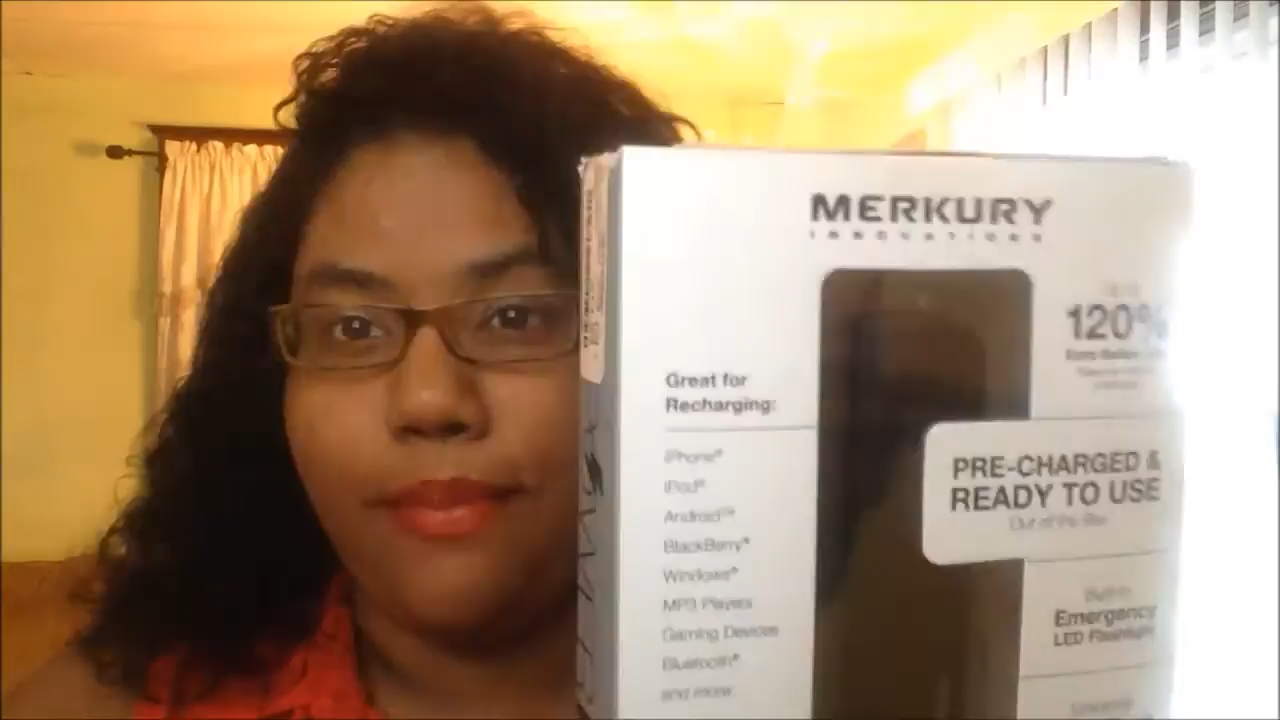 MERKURY
INNOVATIONS
120%
Great for
Recharging:
iPhone®
iPod®
Android™
BlackBerry®
Windows®
MP3 Players
Gaming Devices
Bluetooth®
and more
PRE-CHARGED &
READY TO USE
Out of the Box
Built-in
Emergency
LED Flashlight